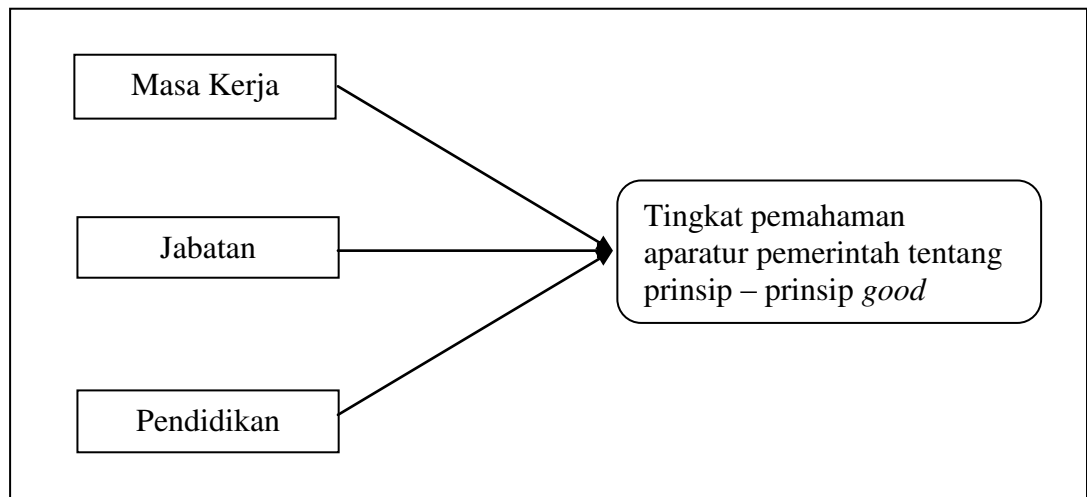 Masa Kerja
Jabatan
Tingkat pemahaman
aparatur pemerintah tentang
prinsip – prinsip good
Pendidikan